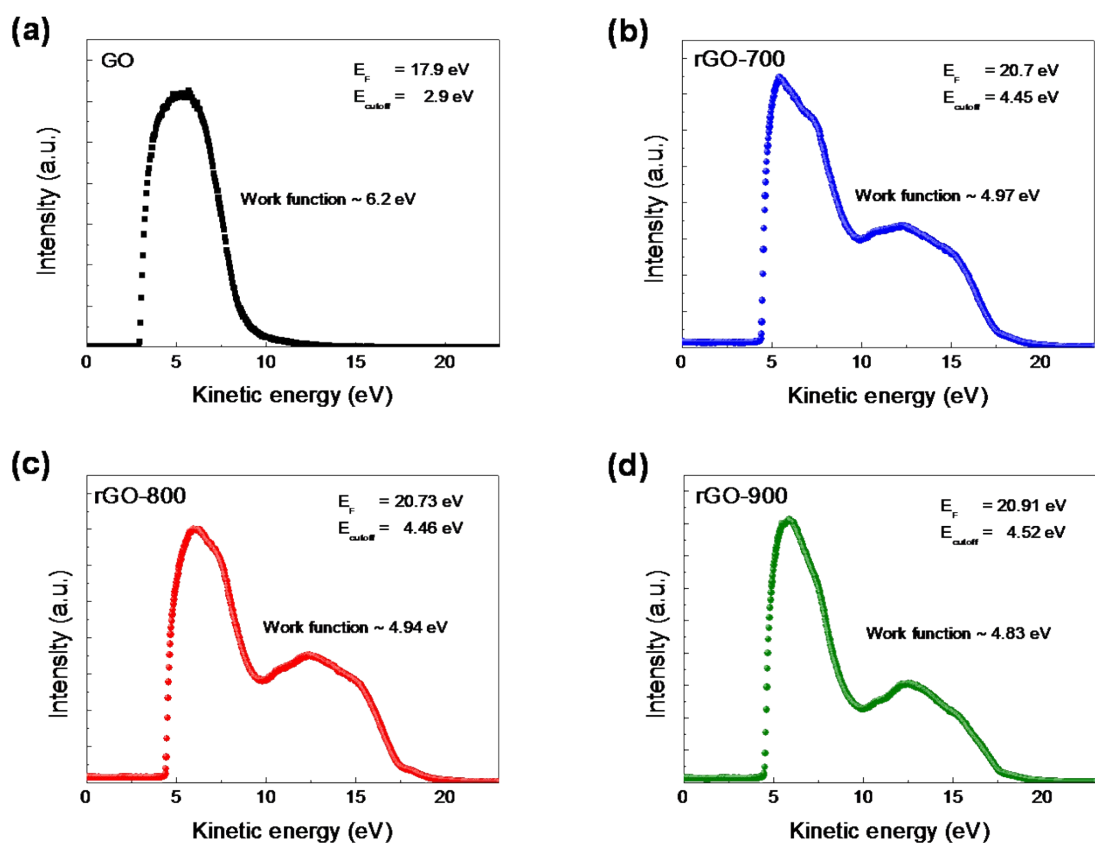 (a)
GO
E_F = 17.9 eV
E_cutoff = 2.9 eV
Work function ~ 6.2 eV
Intensity (a.u.)
0 5 10 15 20
Kinetic energy (eV)
(b)
rGO-700
E_F = 20.7 eV
E_cutoff = 4.45 eV
Work function ~ 4.97 eV
Intensity (a.u.)
0 5 10 15 20
Kinetic energy (eV)
(c)
rGO-800
E_F = 20.73 eV
E_cutoff = 4.46 eV
Work function ~ 4.94 eV
Intensity (a.u.)
0 5 10 15 20
Kinetic energy (eV)
(d)
rGO-900
E_F = 20.91 eV
E_cutoff = 4.52 eV
Work function ~ 4.83 eV
Intensity (a.u.)
0 5 10 15 20
Kinetic energy (eV)